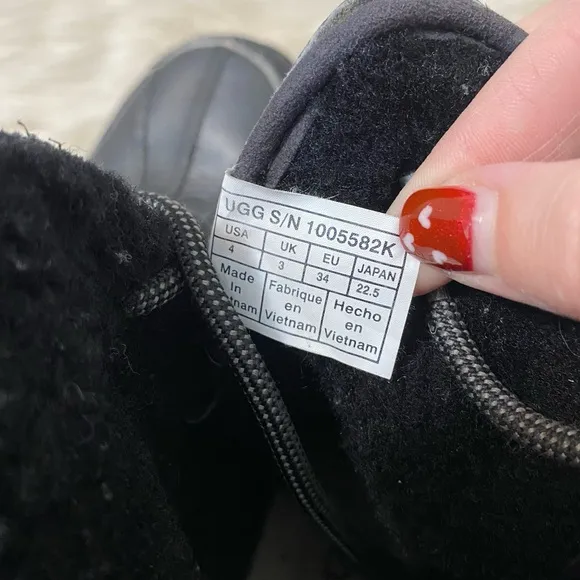 UGG S/N 1005582K
USA UK EU JAPAN
4 3 34 22.5
Made Fabrique Hecho
In en en
Vietnam Vietnam